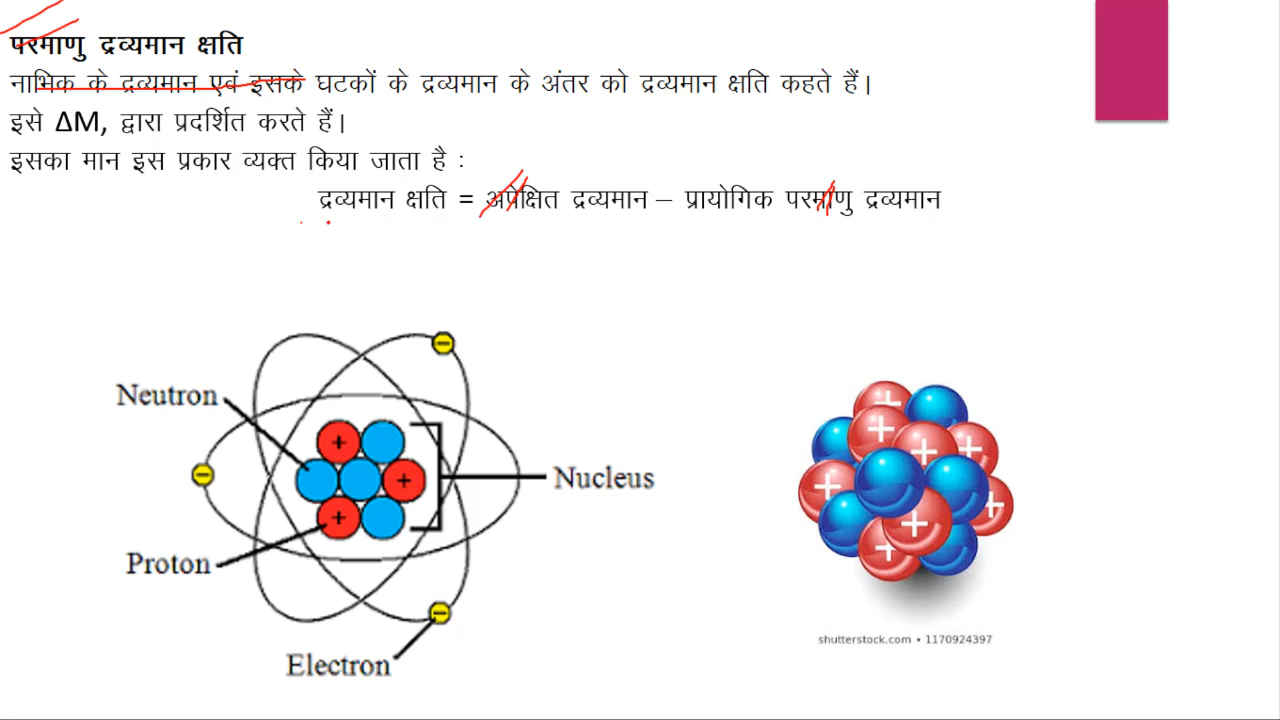 परमाणु द्रव्यमान क्षति
नाभिक के द्रव्यमान एवं इसके घटकों के द्रव्यमान के अंतर को द्रव्यमान क्षति कहते हैं।
इसे ΔM, द्वारा प्रदर्शित करते हैं।
इसका मान इस प्रकार व्यक्त किया जाता है :
द्रव्यमान क्षति = अपेक्षित द्रव्यमान – प्रायोगिक परमाणु द्रव्यमान
Neutron
Nucleus
Proton
Electron
shutterstock.com • 1170924397